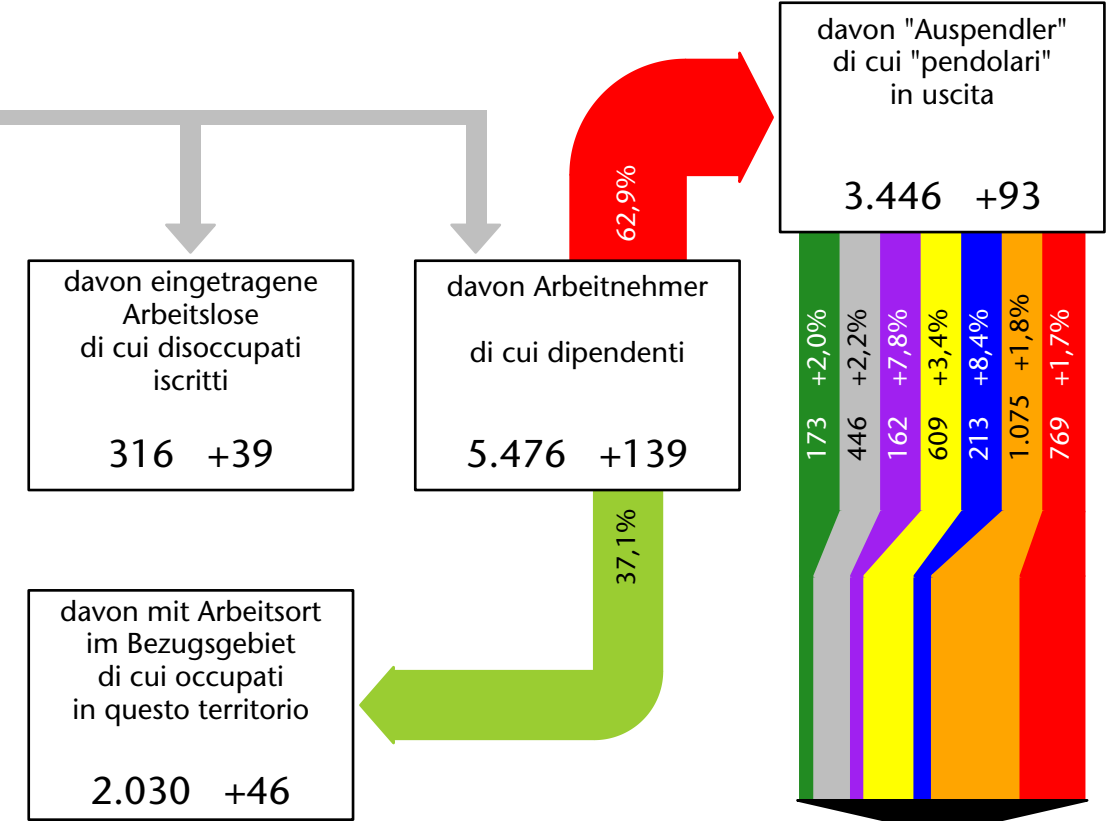 davon "Auspendler"
di cui "pendolari"
in uscita
3.446 +93
62,9%
davon eingetragene
Arbeitslose
di cui disoccupati
iscritti
316 +39
davon Arbeitnehmer
di cui dipendenti
5.476 +139
173 +2,0%
446 +2,2%
162 +7,8%
609 +3,4%
213 +8,4%
1.075 +1,8%
769 +1,7%
37,1%
davon mit Arbeitsort
im Bezugsgebiet
di cui occupati
in questo territorio
2.030 +46